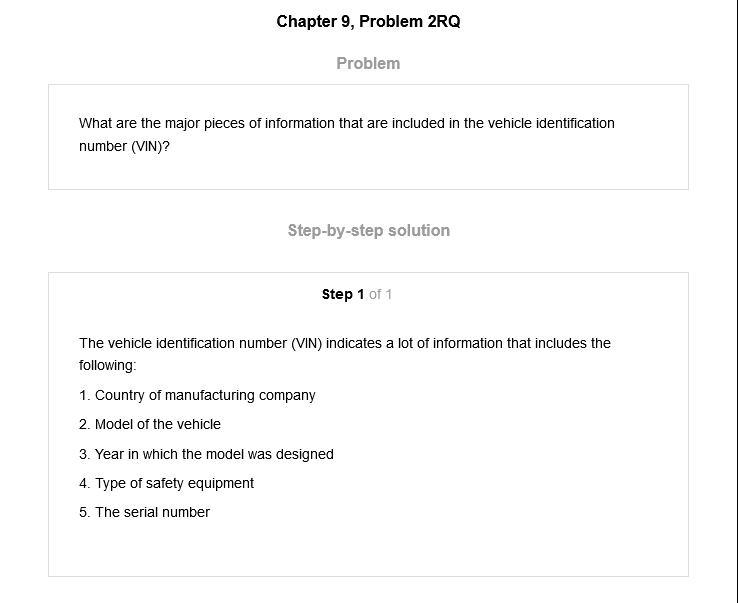 Chapter 9, Problem 2RQ
Problem
What are the major pieces of information that are included in the vehicle identification
number (VIN)?
Step-by-step solution
Step 1 of 1
The vehicle identification number (VIN) indicates a lot of information that includes the
following:
1. Country of manufacturing company
2. Model of the vehicle
3. Year in which the model was designed
4. Type of safety equipment
5. The serial number